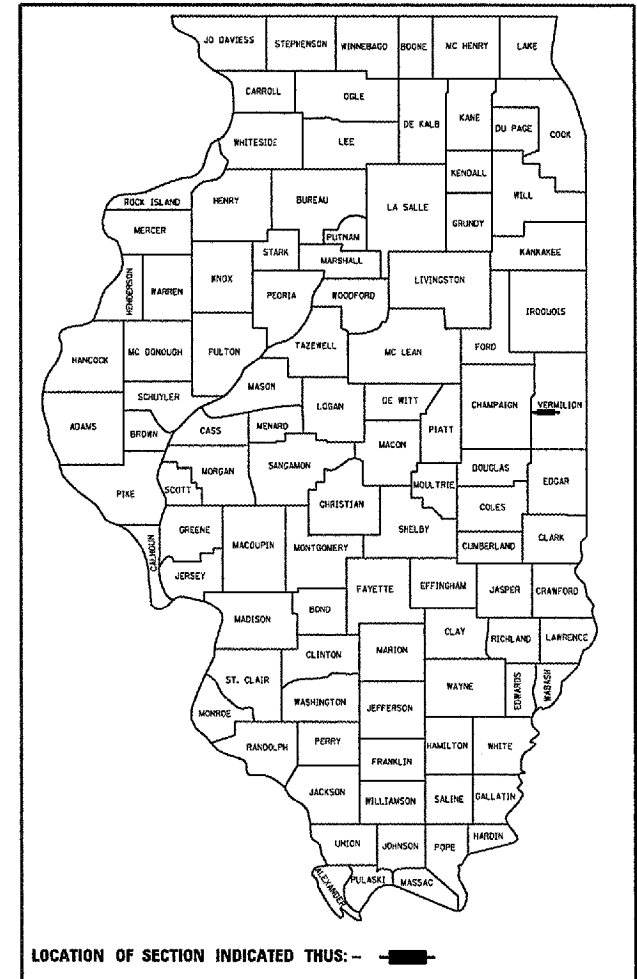 JO DAVIESS
STEPHENSON
WINNEBAGO
BOONE
MC HENRY
LAKE
CARROLL
OGLE
DE KALB
KANE
DU PAGE
COOK
WHITESIDE
LEE
KENDALL
WILL
ROCK ISLAND
HENRY
BUREAU
LA SALLE
GRUNDY
MERCER
PUTNAM
STARK
MARSHALL
KANKAKEE
HENDERSON
WARREN
KNOX
PEORIA
WOODFORD
LIVINGSTON
IROQUOIS
HANCOCK
MC DONOUGH
FULTON
TAZEWELL
MC LEAN
FORD
MASON
SCHUYLER
LOGAN
DE WITT
CHAMPAIGN
VERMILION
ADAMS
BROWN
CASS
MENARD
MACON
PIATT
PIKE
SCOTT
MORGAN
SANGAMON
CHRISTIAN
MOULTRIE
DOUGLAS
EDGAR
COLES
CALHOUN
GREENE
MACOUPIN
MONTGOMERY
SHELBY
CUMBERLAND
CLARK
JERSEY
FAYETTE
EFFINGHAM
JASPER
CRAWFORD
MADISON
BOND
CLAY
RICHLAND
LAWRENCE
CLINTON
MARION
ST. CLAIR
WAYNE
EDWARDS
WABASH
MONROE
WASHINGTON
JEFFERSON
RANDOLPH
PERRY
HAMILTON
WHITE
FRANKLIN
JACKSON
WILLIAMSON
SALINE
GALLATIN
UNION
JOHNSON
POPE
HARDIN
ALEXANDER
PULASKI
MASSAC
LOCATION OF SECTION INDICATED THUS: -